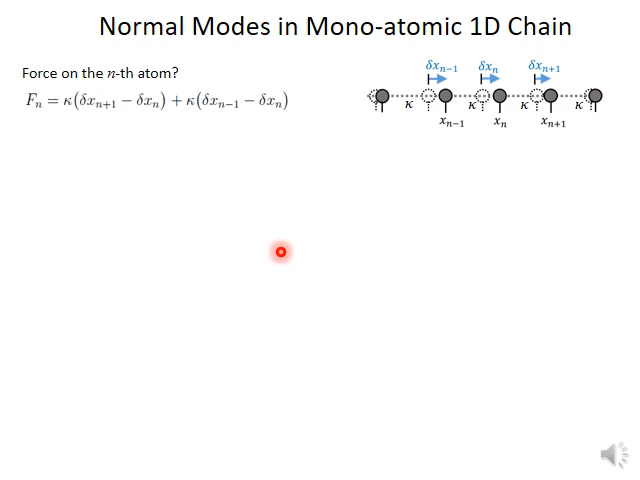 Normal Modes in Mono-atomic 1D Chain
Force on the n-th atom?
F_n = κ(δx_{n+1} − δx_n) + κ(δx_{n−1} − δx_n)
δx_{n−1} δx_n δx_{n+1}
κ κ κ κ
x_{n−1} x_n x_{n+1}